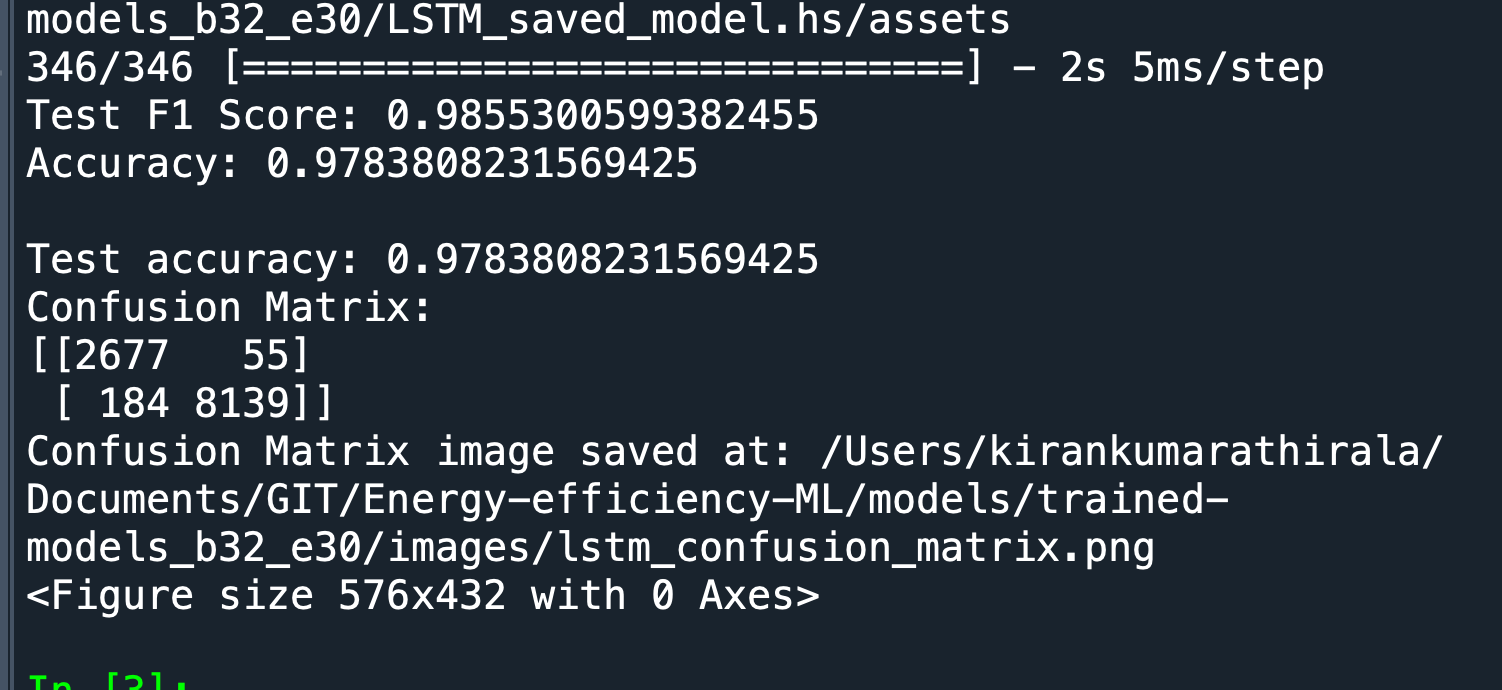 models_b32_e30/LSTM_saved_model.hs/assets
346/346 [==============================] - 2s 5ms/step
Test F1 Score: 0.9855300599382455
Accuracy: 0.9783808231569425
Test accuracy: 0.9783808231569425
Confusion Matrix:
[[2677   55]
 [ 184 8139]]
Confusion Matrix image saved at: /Users/kirankumarathirala/
Documents/GIT/Energy-efficiency-ML/models/trained-
models_b32_e30/images/lstm_confusion_matrix.png
<Figure size 576x432 with 0 Axes>
In [3]: